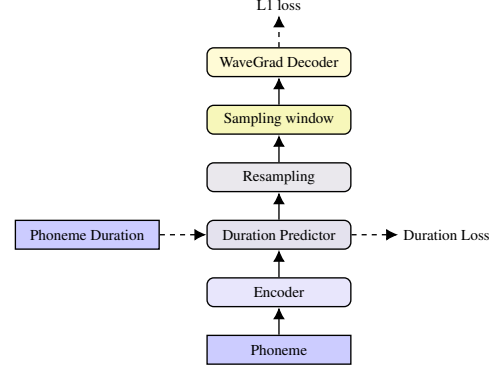 L1 loss
WaveGrad Decoder
Sampling window
Resampling
Phoneme Duration
Duration Predictor
Duration Loss
Encoder
Phoneme